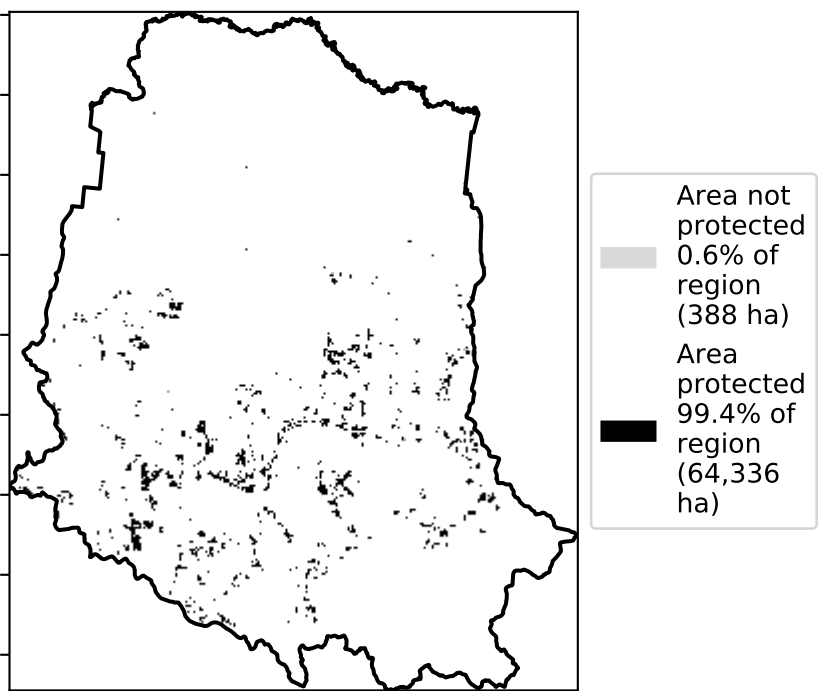 Area not
protected
0.6% of
region
(388 ha)
Area
protected
99.4% of
region
(64,336
ha)